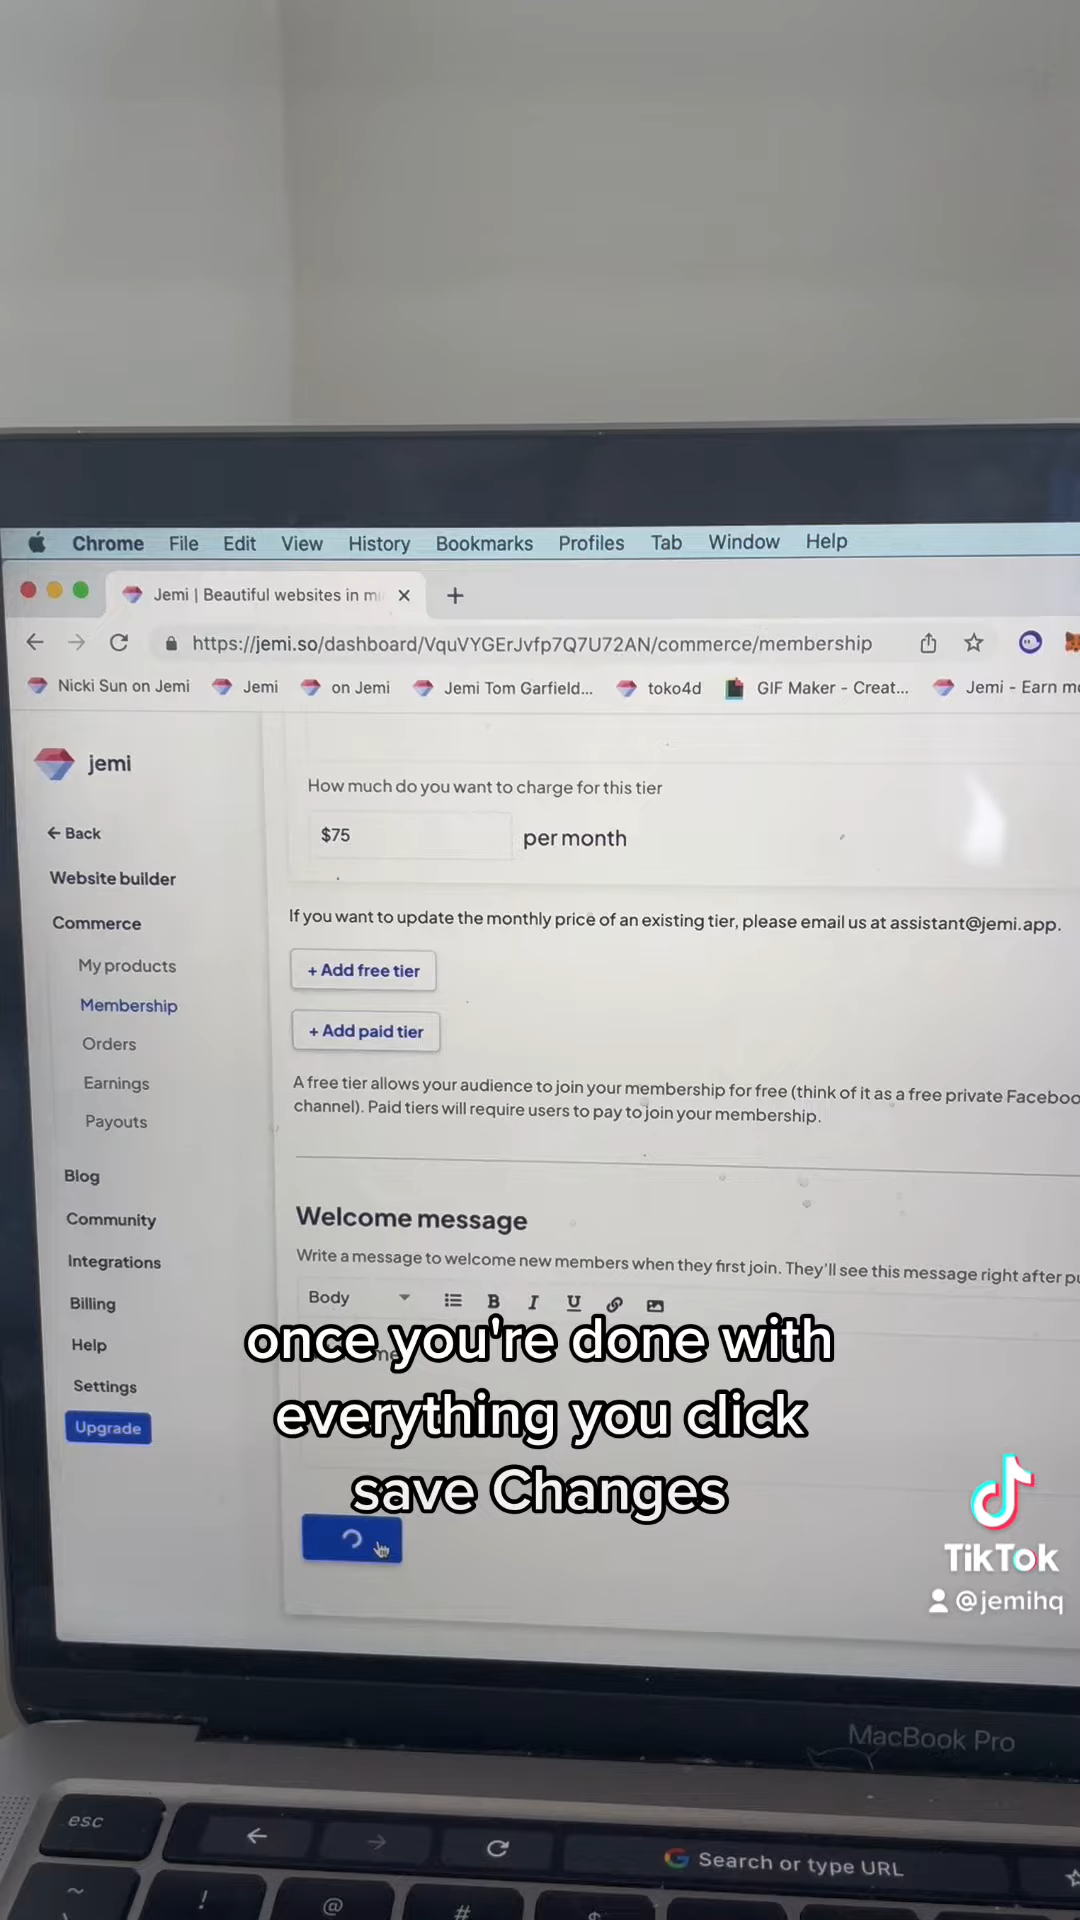 Chrome File Edit View History Bookmarks Profiles Tab Window Help
Jemi | Beautiful websites in mi
https://jemi.so/dashboard/VquVYGErJvfp7Q7U72AN/commerce/membership
Nicki Sun on Jemi Jemi on Jemi Jemi Tom Garfield... toko4d GIF Maker - Creat... Jemi - Earn mo
jemi
← Back
Website builder
Commerce
My products
Membership
Orders
Earnings
Payouts
Blog
Community
Integrations
Billing
Help
Settings
Upgrade
How much do you want to charge for this tier
$75 per month
If you want to update the monthly price of an existing tier, please email us at assistant@jemi.app.
+ Add free tier
+ Add paid tier
A free tier allows your audience to join your membership for free (think of it as a free private Faceboo
channel). Paid tiers will require users to pay to join your membership.
Welcome message
Write a message to welcome new members when they first join. They'll see this message right after pu
Body B I U
once you're done with
everything you click
save Changes
TikTok
@jemihq
MacBook Pro
esc
Search or type URL
~ ! @ # $